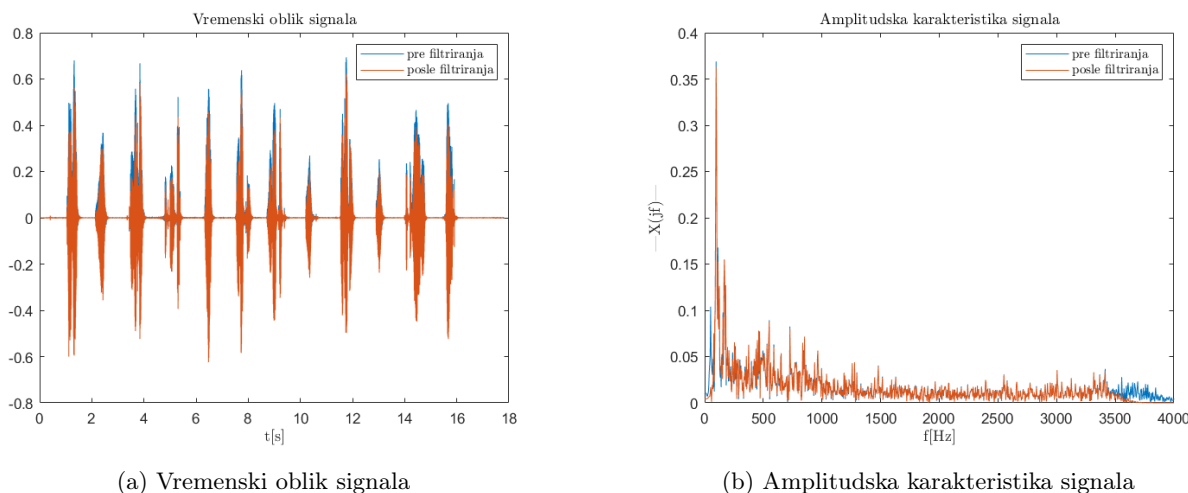 Vremenski oblik signala
0.8
0.6
0.4
0.2
0
-0.2
-0.4
-0.6
-0.8
0 2 4 6 8 10 12 14 16 18
t[s]
pre filtriranja
posle filtriranja
(a) Vremenski oblik signala
Amplitudska karakteristika signala
0.4
0.35
0.3
0.25
0.2
0.15
0.1
0.05
0
0 500 1000 1500 2000 2500 3000 3500 4000
f[Hz]
—X(jf)—
pre filtriranja
posle filtriranja
(b) Amplitudska karakteristika signala